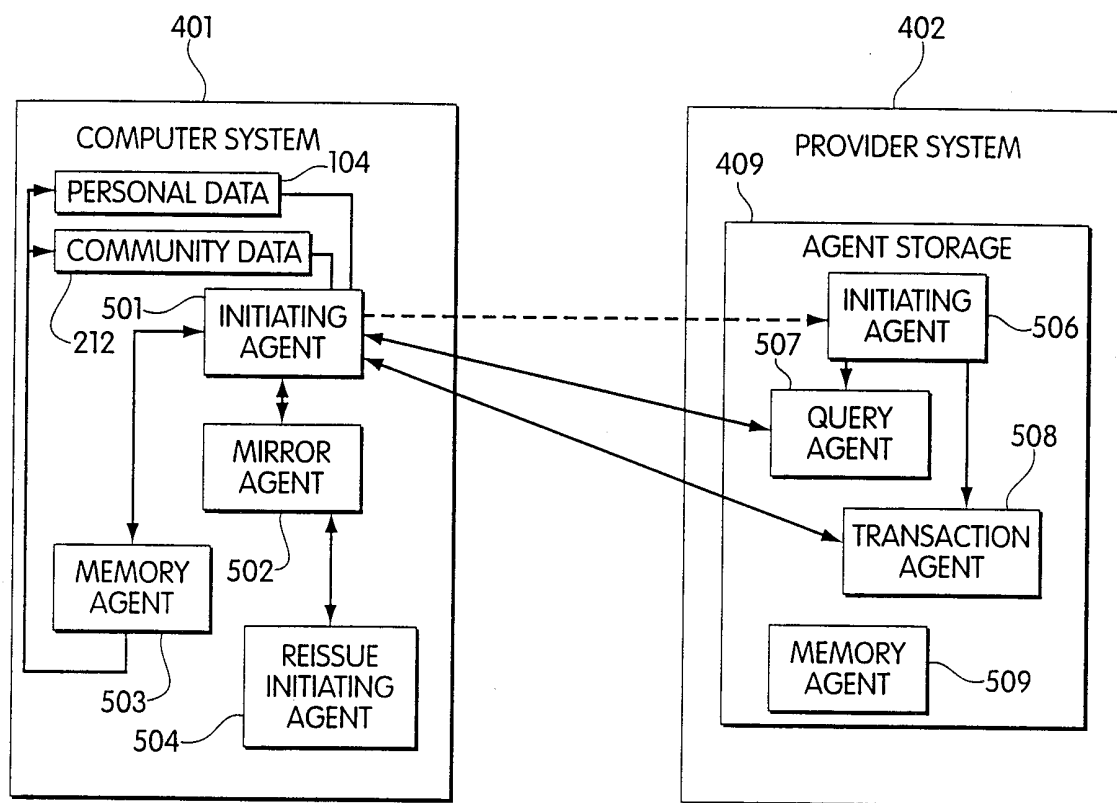 401
402
COMPUTER SYSTEM
104
PERSONAL DATA
COMMUNITY DATA
501
212
INITIATING
AGENT
MIRROR
AGENT
502
MEMORY
AGENT
503
REISSUE
INITIATING
AGENT
504
PROVIDER SYSTEM
409
AGENT STORAGE
INITIATING
AGENT
506
507
QUERY
AGENT
508
TRANSACTION
AGENT
MEMORY
AGENT
509